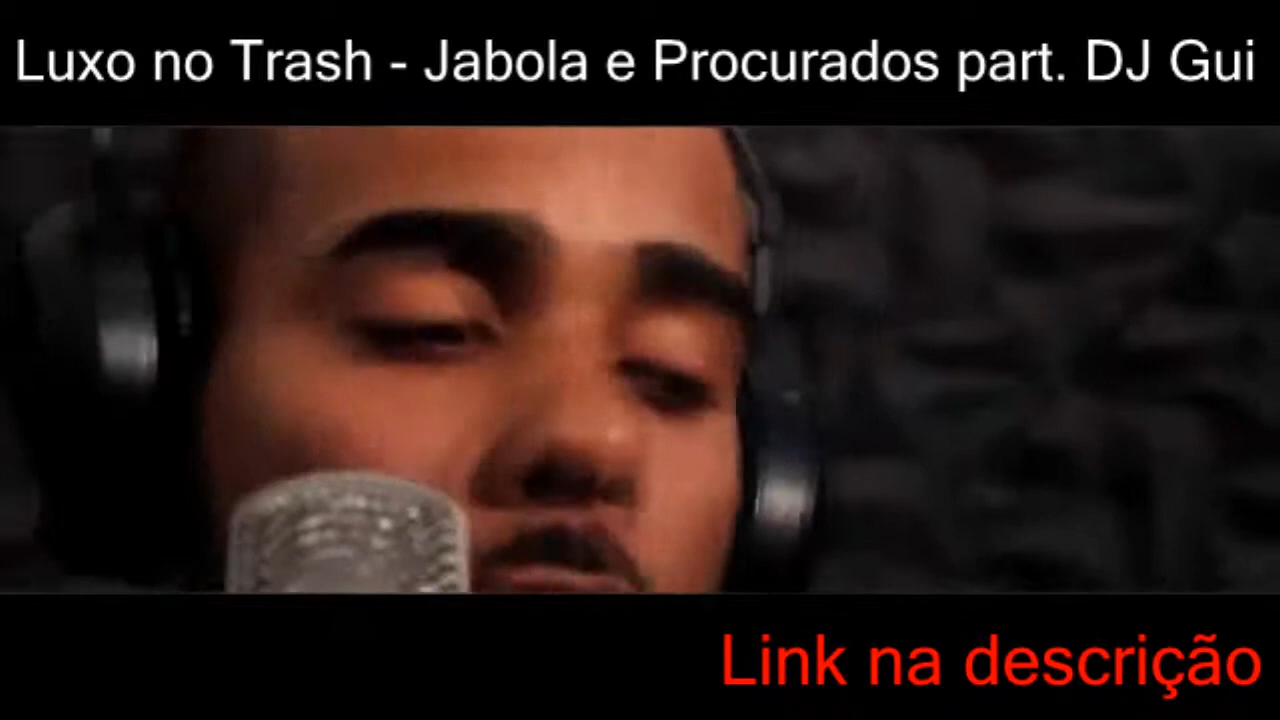 Luxo no Trash - Jabola e Procurados part. DJ Gui
Link na descrição